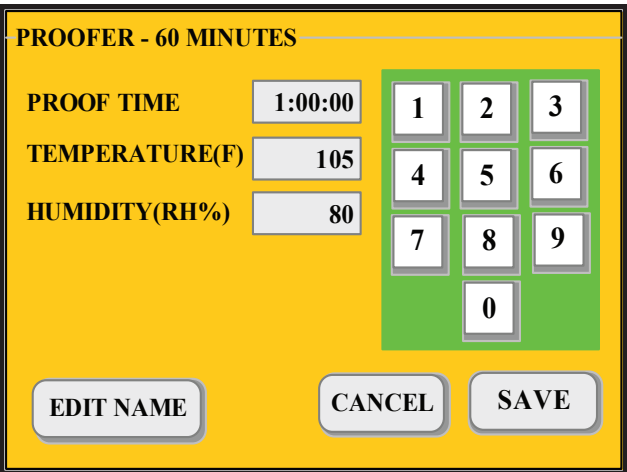 PROOFER - 60 MINUTES
PROOF TIME 1:00:00
TEMPERATURE(F) 105
HUMIDITY(RH%) 80
1 2 3
4 5 6
7 8 9
0
EDIT NAME CANCEL SAVE